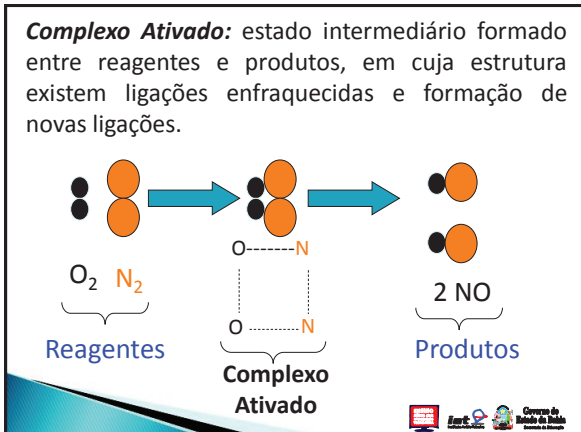 Complexo Ativado: estado intermediário formado
entre reagentes e produtos, em cuja estrutura
existem ligações enfraquecidas e formação de
novas ligações.
O N
O N
O₂ N₂
2 NO
Reagentes
Produtos
Complexo
Ativado
Governo do
Estado da Bahia